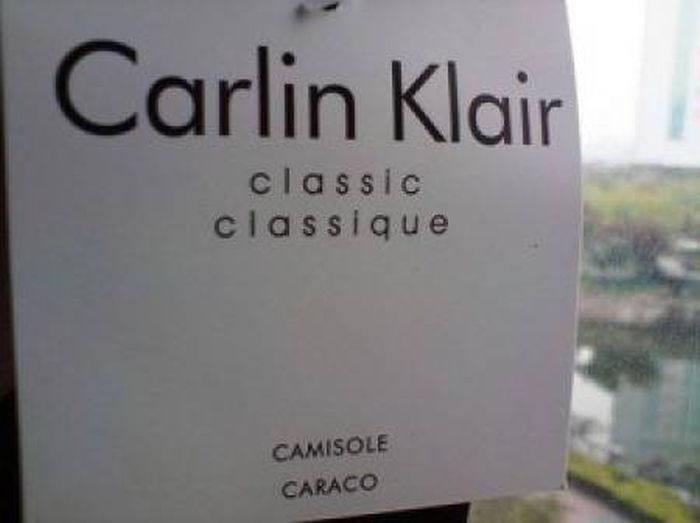 Carlin Klair
classic
classique
CAMISOLE
CARACO